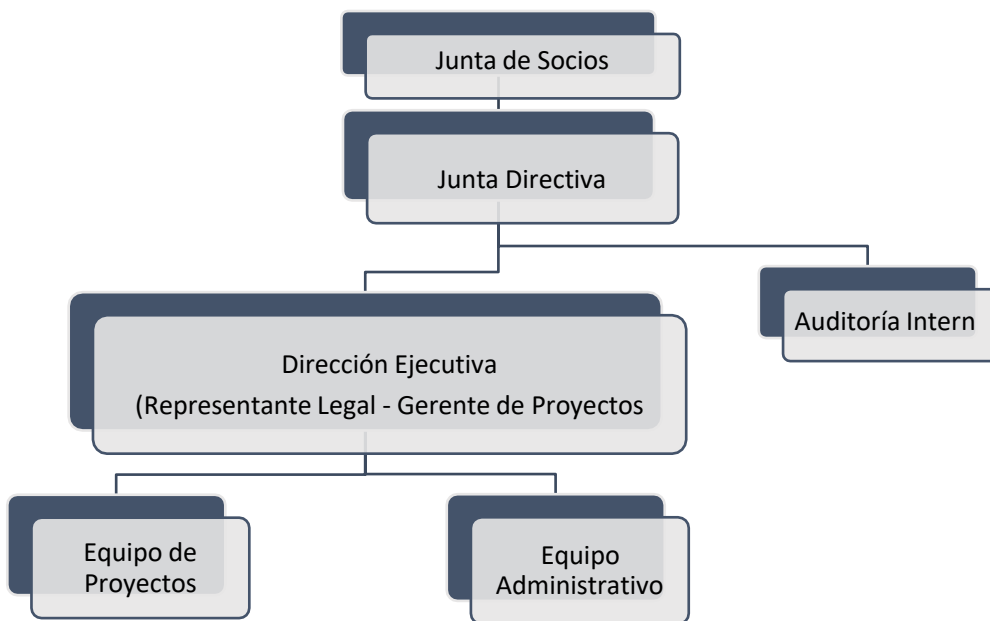 Junta de Socios
Junta Directiva
Auditoría Intern
Dirección Ejecutiva
(Representante Legal - Gerente de Proyectos
Equipo de
Proyectos
Equipo
Administrativo